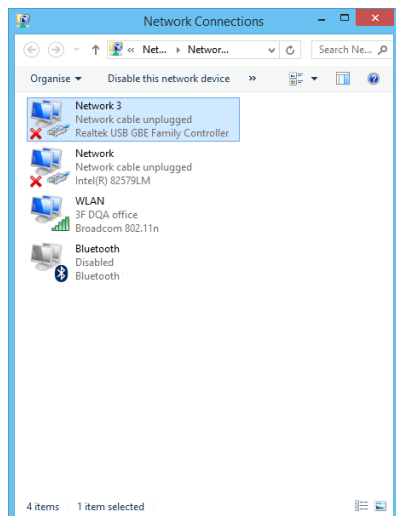 Network Connections
« Net... Networ... Search Ne...
Organise Disable this network device »
Network 3
Network cable unplugged
Realtek USB GBE Family Controller
Network
Network cable unplugged
Intel(R) 82579LM
WLAN
3F DQA office
Broadcom 802.11n
Bluetooth
Disabled
Bluetooth
4 items 1 item selected